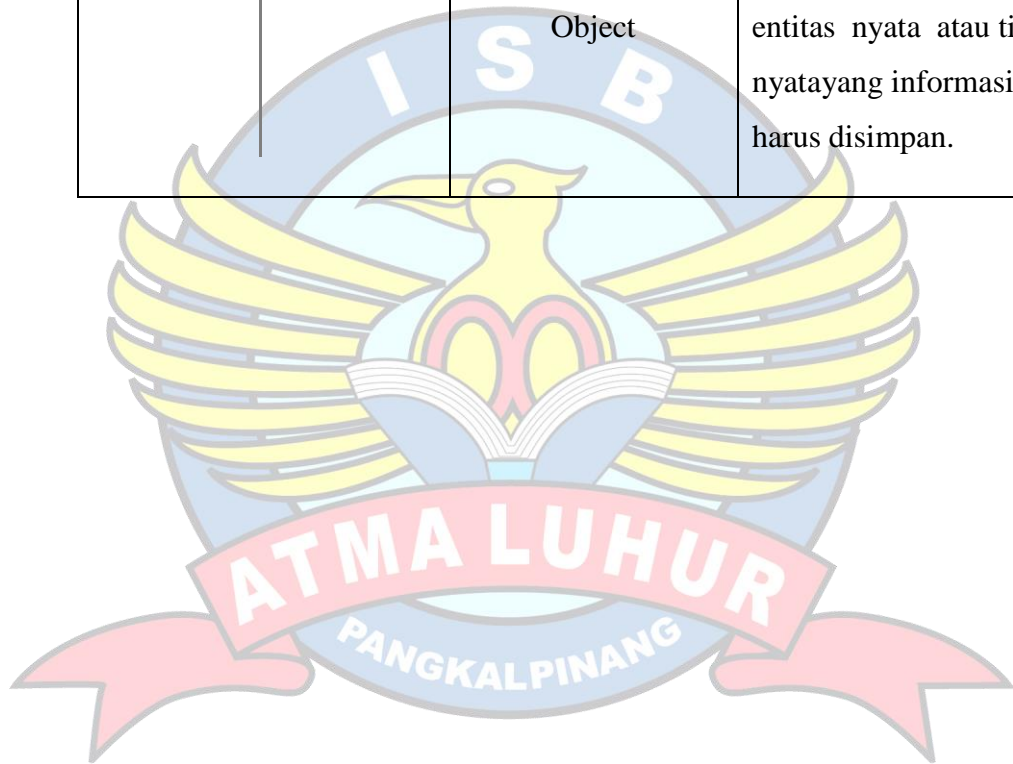 Object
entitas nyata atau ti
nyatayang informasi
harus disimpan.
I S B
ATMA LUHUR
PANGKALPINANG